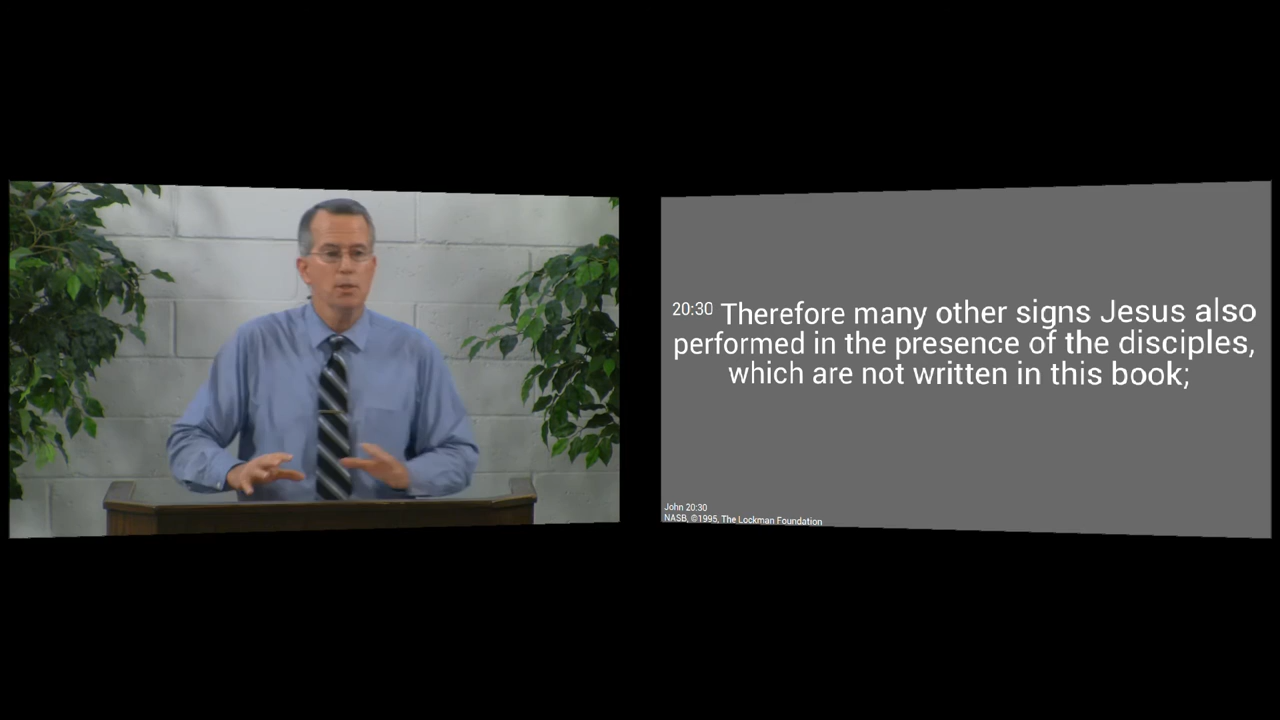 20:30 Therefore many other signs Jesus also
performed in the presence of the disciples,
which are not written in this book;
John 20:30
NASB, ©1995, The Lockman Foundation